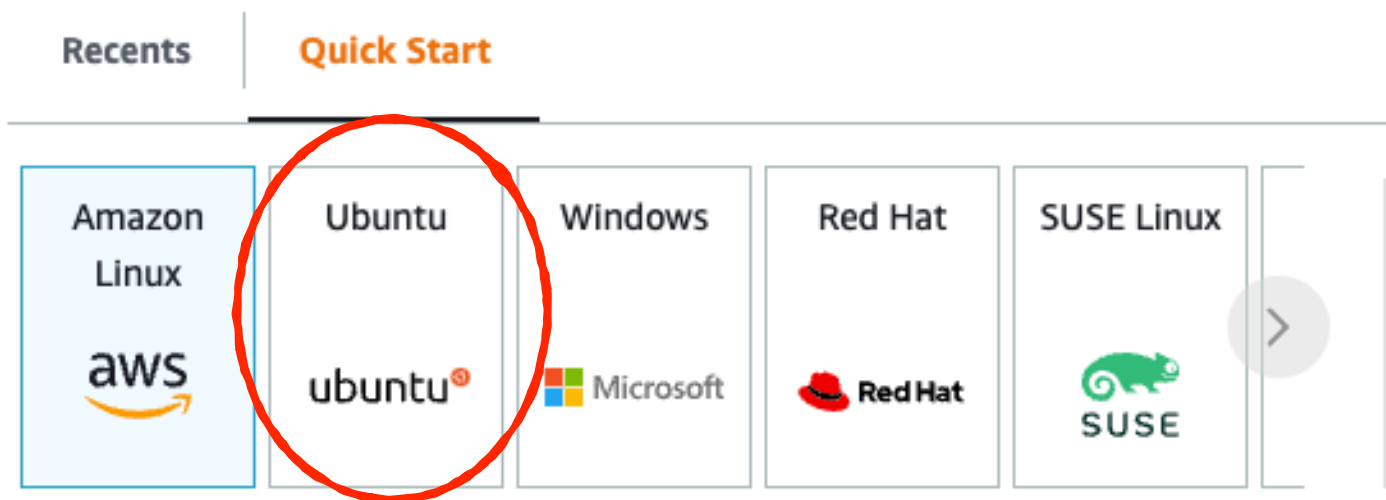 Recents Quick Start
Amazon Linux
Ubuntu
Windows
Red Hat
SUSE Linux
aws
ubuntu
Microsoft
Red Hat
SUSE